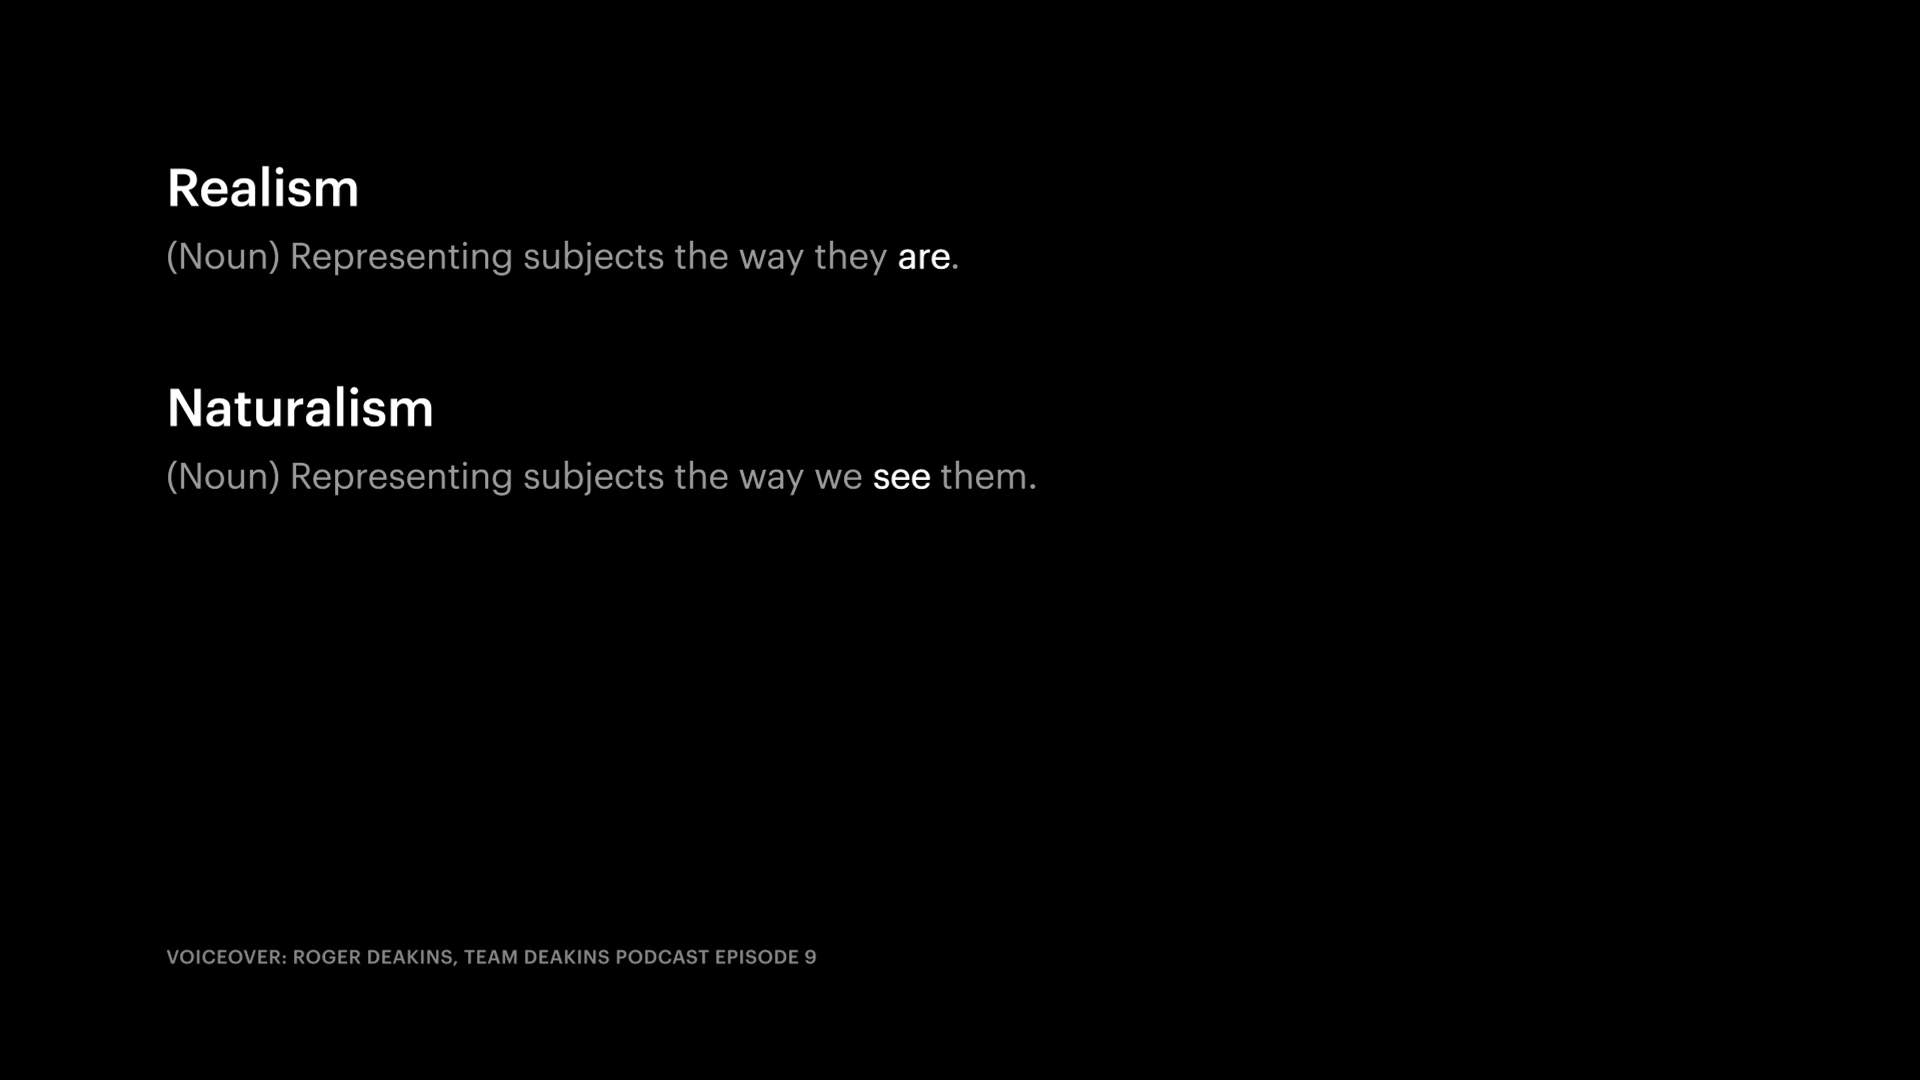 Realism
(Noun) Representing subjects the way they are.
Naturalism
(Noun) Representing subjects the way we see them.
VOICEOVER: ROGER DEAKINS, TEAM DEAKINS PODCAST EPISODE 9